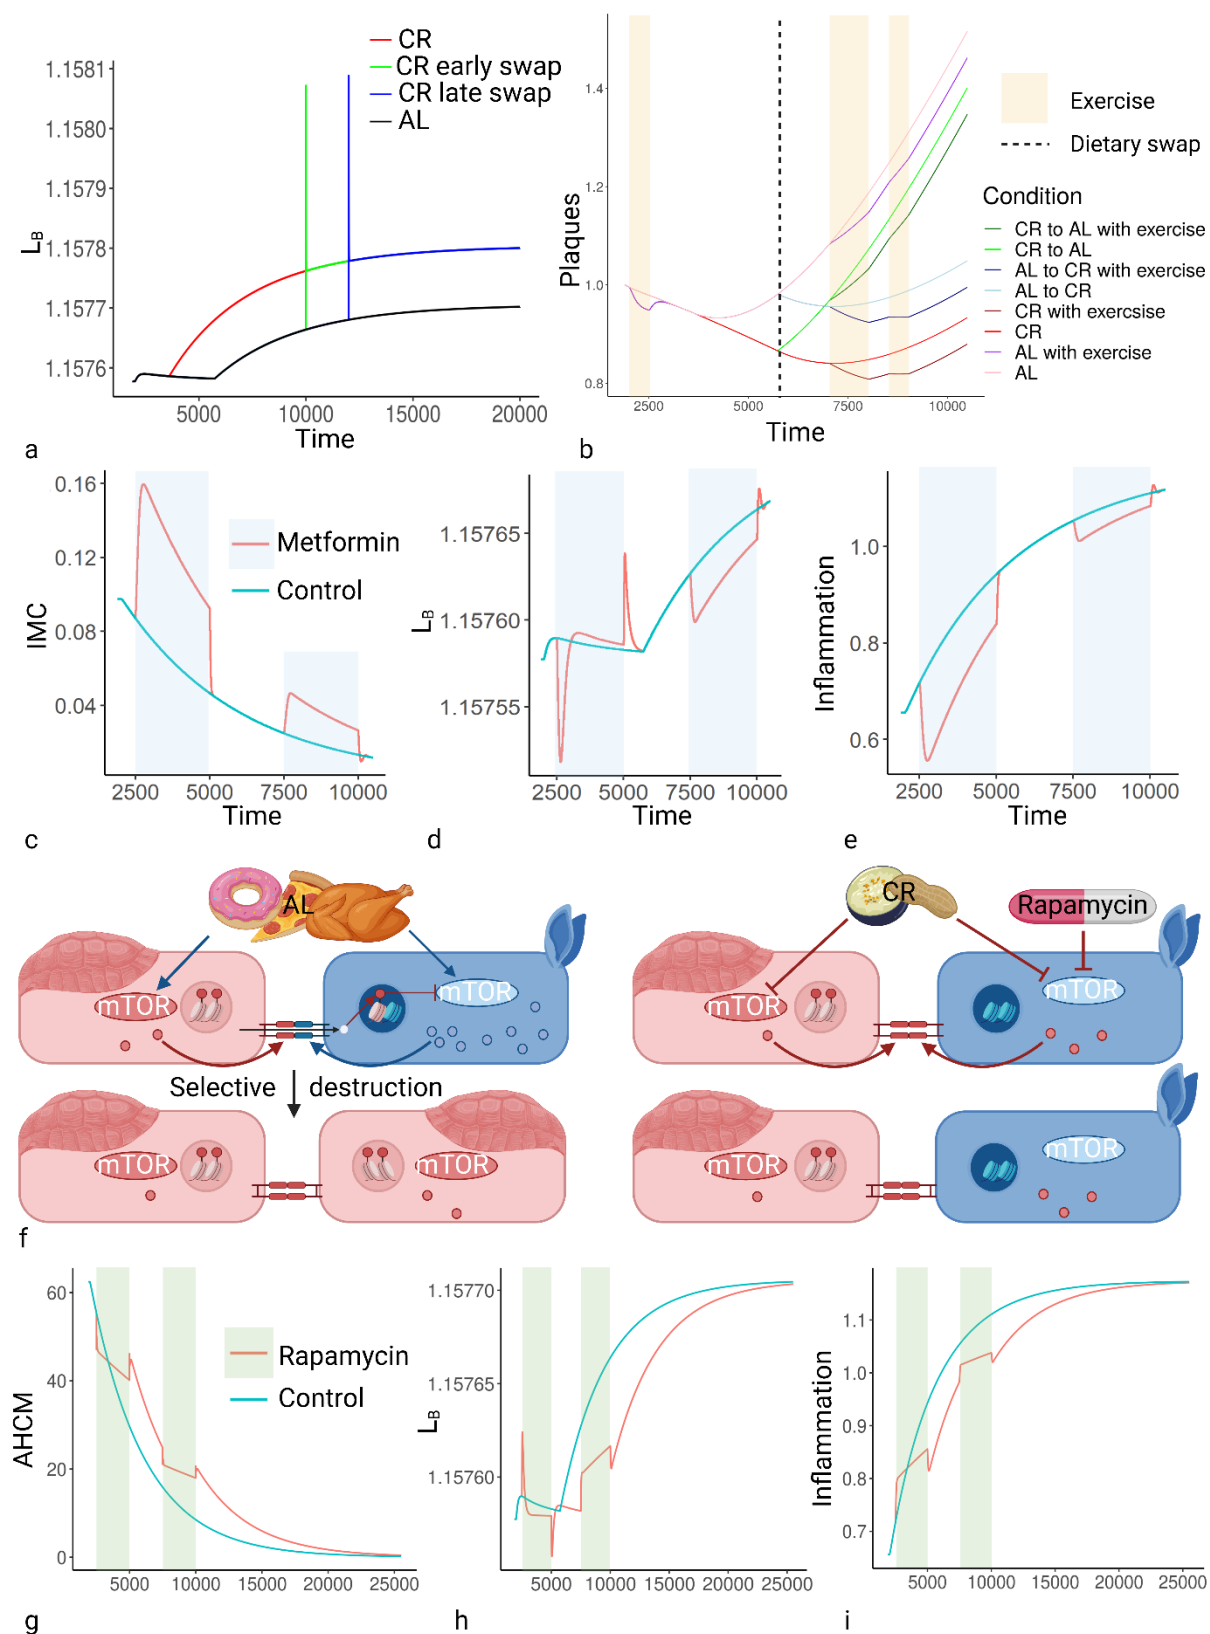 CR
CR early swap
CR late swap
AL
L_B
1.1581
1.1580
1.1579
1.1578
1.1577
1.1576
5000 10000 15000 20000
Time
a
Plaques
1.4
1.2
1.0
0.8
2500 5000 7500 10000
Time
b
Exercise
Dietary swap
Condition
CR to AL with exercise
CR to AL
AL to CR with exercise
AL to CR
CR with exercsise
CR
AL with exercise
AL
IMC
0.16
0.12
0.08
0.04
Metformin
Control
2500 5000 7500 10000
Time
c
L_B
1.15765
1.15760
1.15755
2500 5000 7500 10000
Time
d
Inflammation
1.0
0.8
0.6
2500 5000 7500 10000
Time
e
AL
mTOR
mTOR
Selective destruction
mTOR
mTOR
CR
Rapamycin
mTOR
mTOR
mTOR
mTOR
f
AHCM
60
40
20
0
Rapamycin
Control
5000 10000 15000 20000 25000
g
L_B
1.15770
1.15765
1.15760
5000 10000 15000 20000 25000
h
Inflammation
1.1
1.0
0.9
0.8
0.7
5000 10000 15000 20000 25000
i